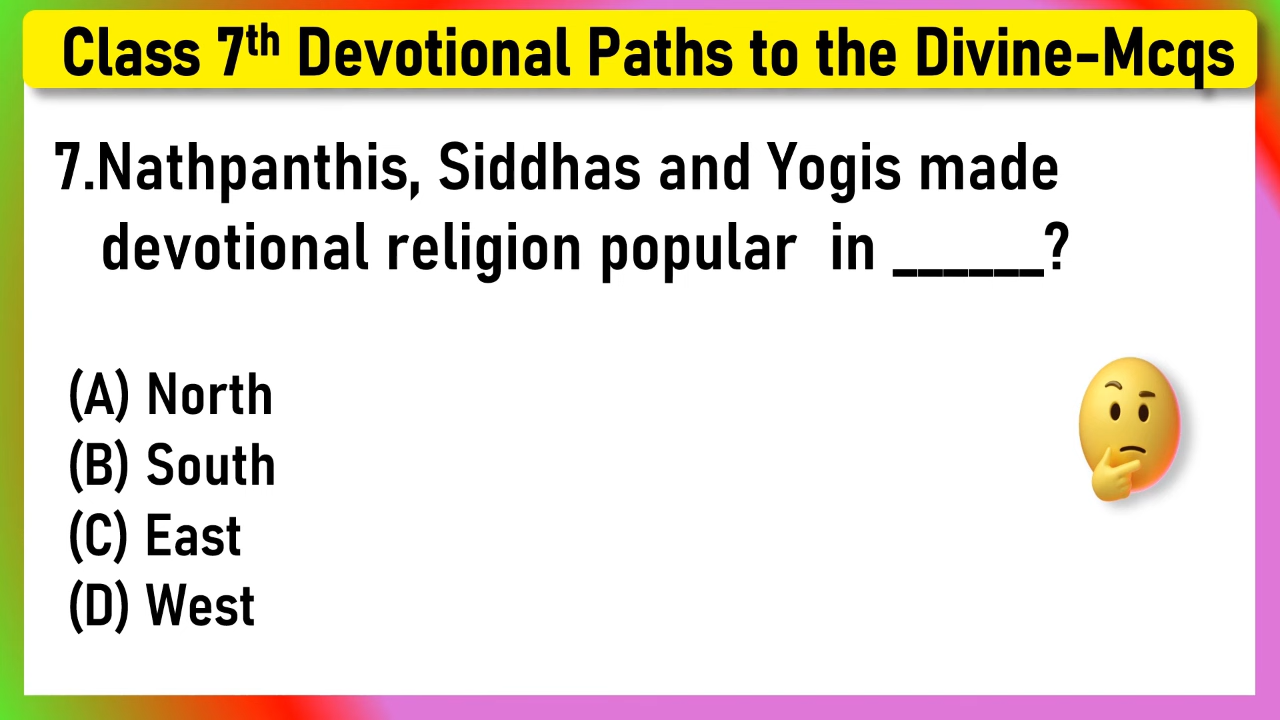 Class 7th Devotional Paths to the Divine-Mcqs
7.Nathpanthis, Siddhas and Yogis made
devotional religion popular in ______?
(A) North
(B) South
(C) East
(D) West